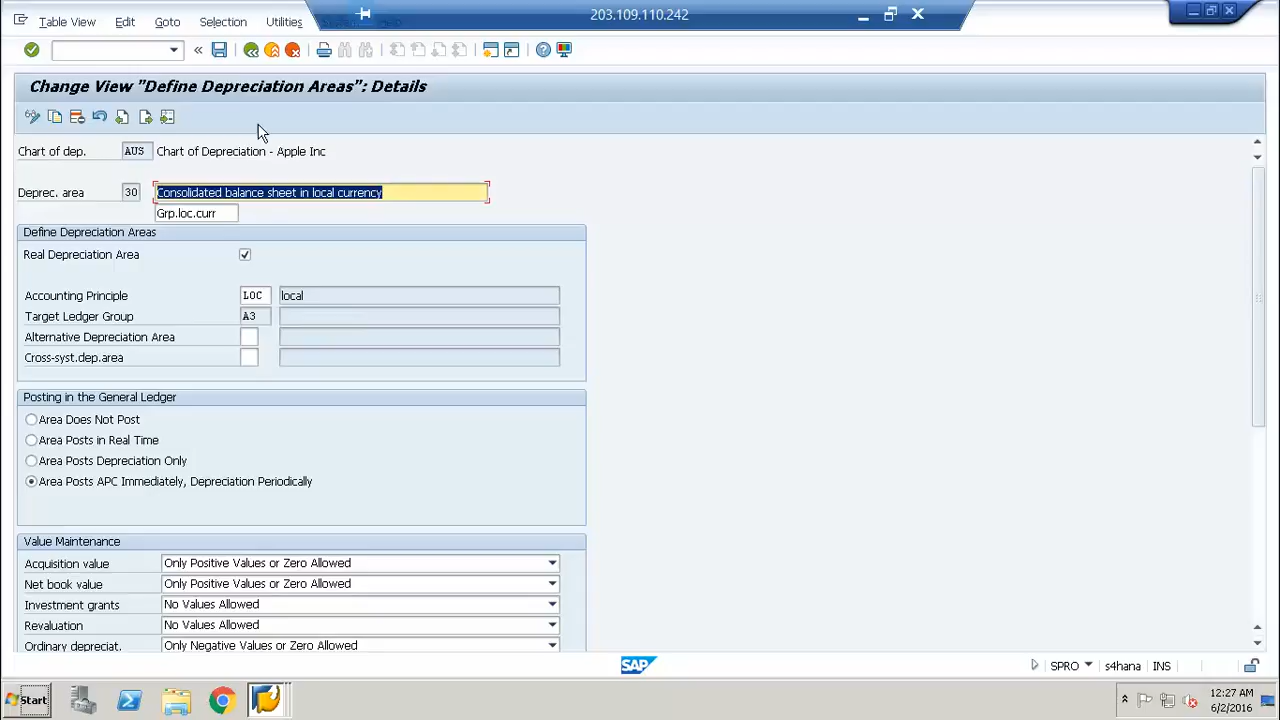 203.109.110.242
Table View Edit Goto Selection Utilities
Change View "Define Depreciation Areas": Details
Chart of dep. AUS Chart of Depreciation - Apple Inc
Deprec. area 30 Consolidated balance sheet in local currency
Grp.loc.curr
Define Depreciation Areas
Real Depreciation Area
Accounting Principle LOC local
Target Ledger Group A3
Alternative Depreciation Area
Cross-syst.dep.area
Posting in the General Ledger
Area Does Not Post
Area Posts in Real Time
Area Posts Depreciation Only
Area Posts APC Immediately, Depreciation Periodically
Value Maintenance
Acquisition value Only Positive Values or Zero Allowed
Net book value Only Positive Values or Zero Allowed
Investment grants No Values Allowed
Revaluation No Values Allowed
Ordinary depreciat. Only Negative Values or Zero Allowed
SAP SPRO s4hana INS
Start 12:27 AM
6/2/2016